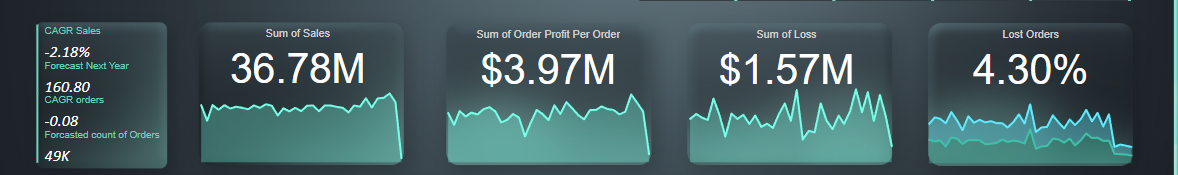 CAGR Sales
-2.18%
Forecast Next Year
160.80
CAGR orders
-0.08
Forcasted count of Orders
49K
Sum of Sales
36.78M
Sum of Order Profit Per Order
$3.97M
Sum of Loss
$1.57M
Lost Orders
4.30%